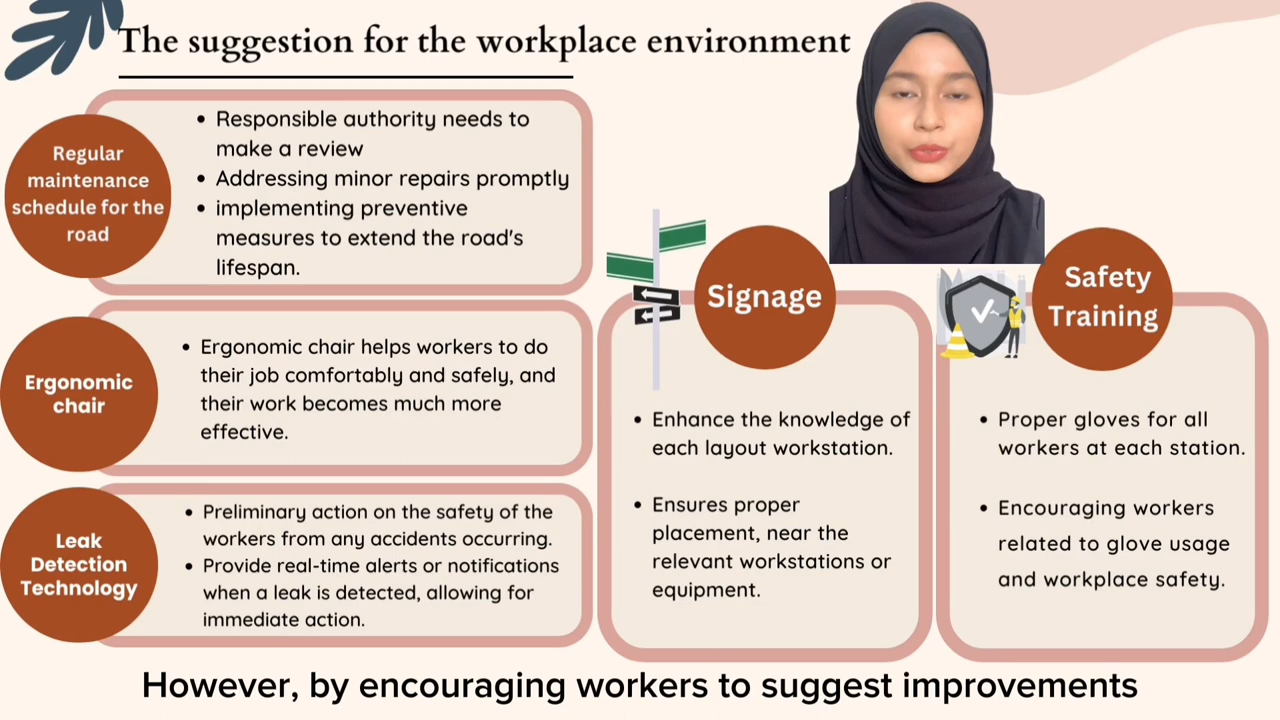 The suggestion for the workplace environment
Regular
maintenance
schedule for the
road
Responsible authority needs to
make a review
Addressing minor repairs promptly
implementing preventive
measures to extend the road's
lifespan.
Ergonomic
chair
Ergonomic chair helps workers to do
their job comfortably and safely, and
their work becomes much more
effective.
Leak
Detection
Technology
Preliminary action on the safety of the
workers from any accidents occurring.
Provide real-time alerts or notifications
when a leak is detected, allowing for
immediate action.
Signage
Enhance the knowledge of
each layout workstation.
Ensures proper
placement, near the
relevant workstations or
equipment.
Safety
Training
Proper gloves for all
workers at each station.
Encouraging workers
related to glove usage
and workplace safety.
However, by encouraging workers to suggest improvements